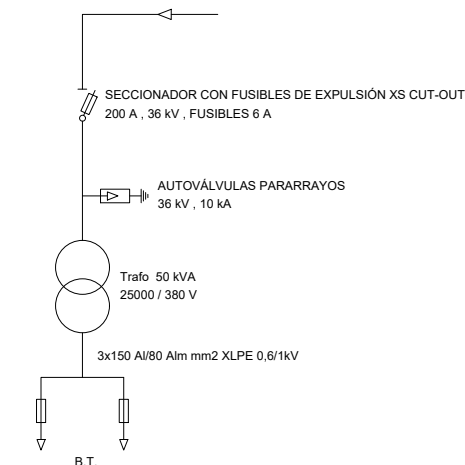 SECCIONADOR CON FUSIBLES DE EXPULSIÓN XS CUT-OUT
200 A , 36 kV , FUSIBLES 6 A
AUTOVÁLVULAS PARARRAYOS
36 kV , 10 kA
Trafo 50 kVA
25000 / 380 V
3x150 Al/80 Alm mm2 XLPE 0,6/1kV
B.T.